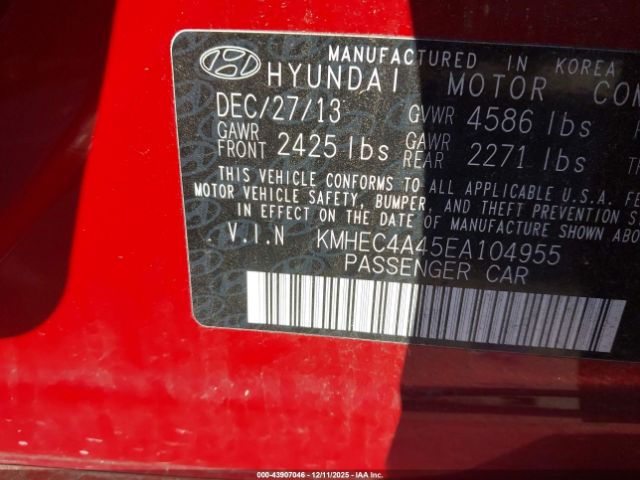 MANUFACTURED IN KOREA
HYUNDAI MOTOR
DEC/27/13 GVWR 4586 lbs
GAWR FRONT 2425 lbs GAWR REAR 2271 lbs
THIS VEHICLE CONFORMS TO ALL APPLICABLE U.S.A.
MOTOR VEHICLE SAFETY, BUMPER, AND THEFT
IN EFFECT ON THE DATE OF MANUFACTURE SHOWN
V.I.N KMHEC4A45EA104955
PASSENGER CAR
000-43907046 - 12/11/2025 - IAA Inc.